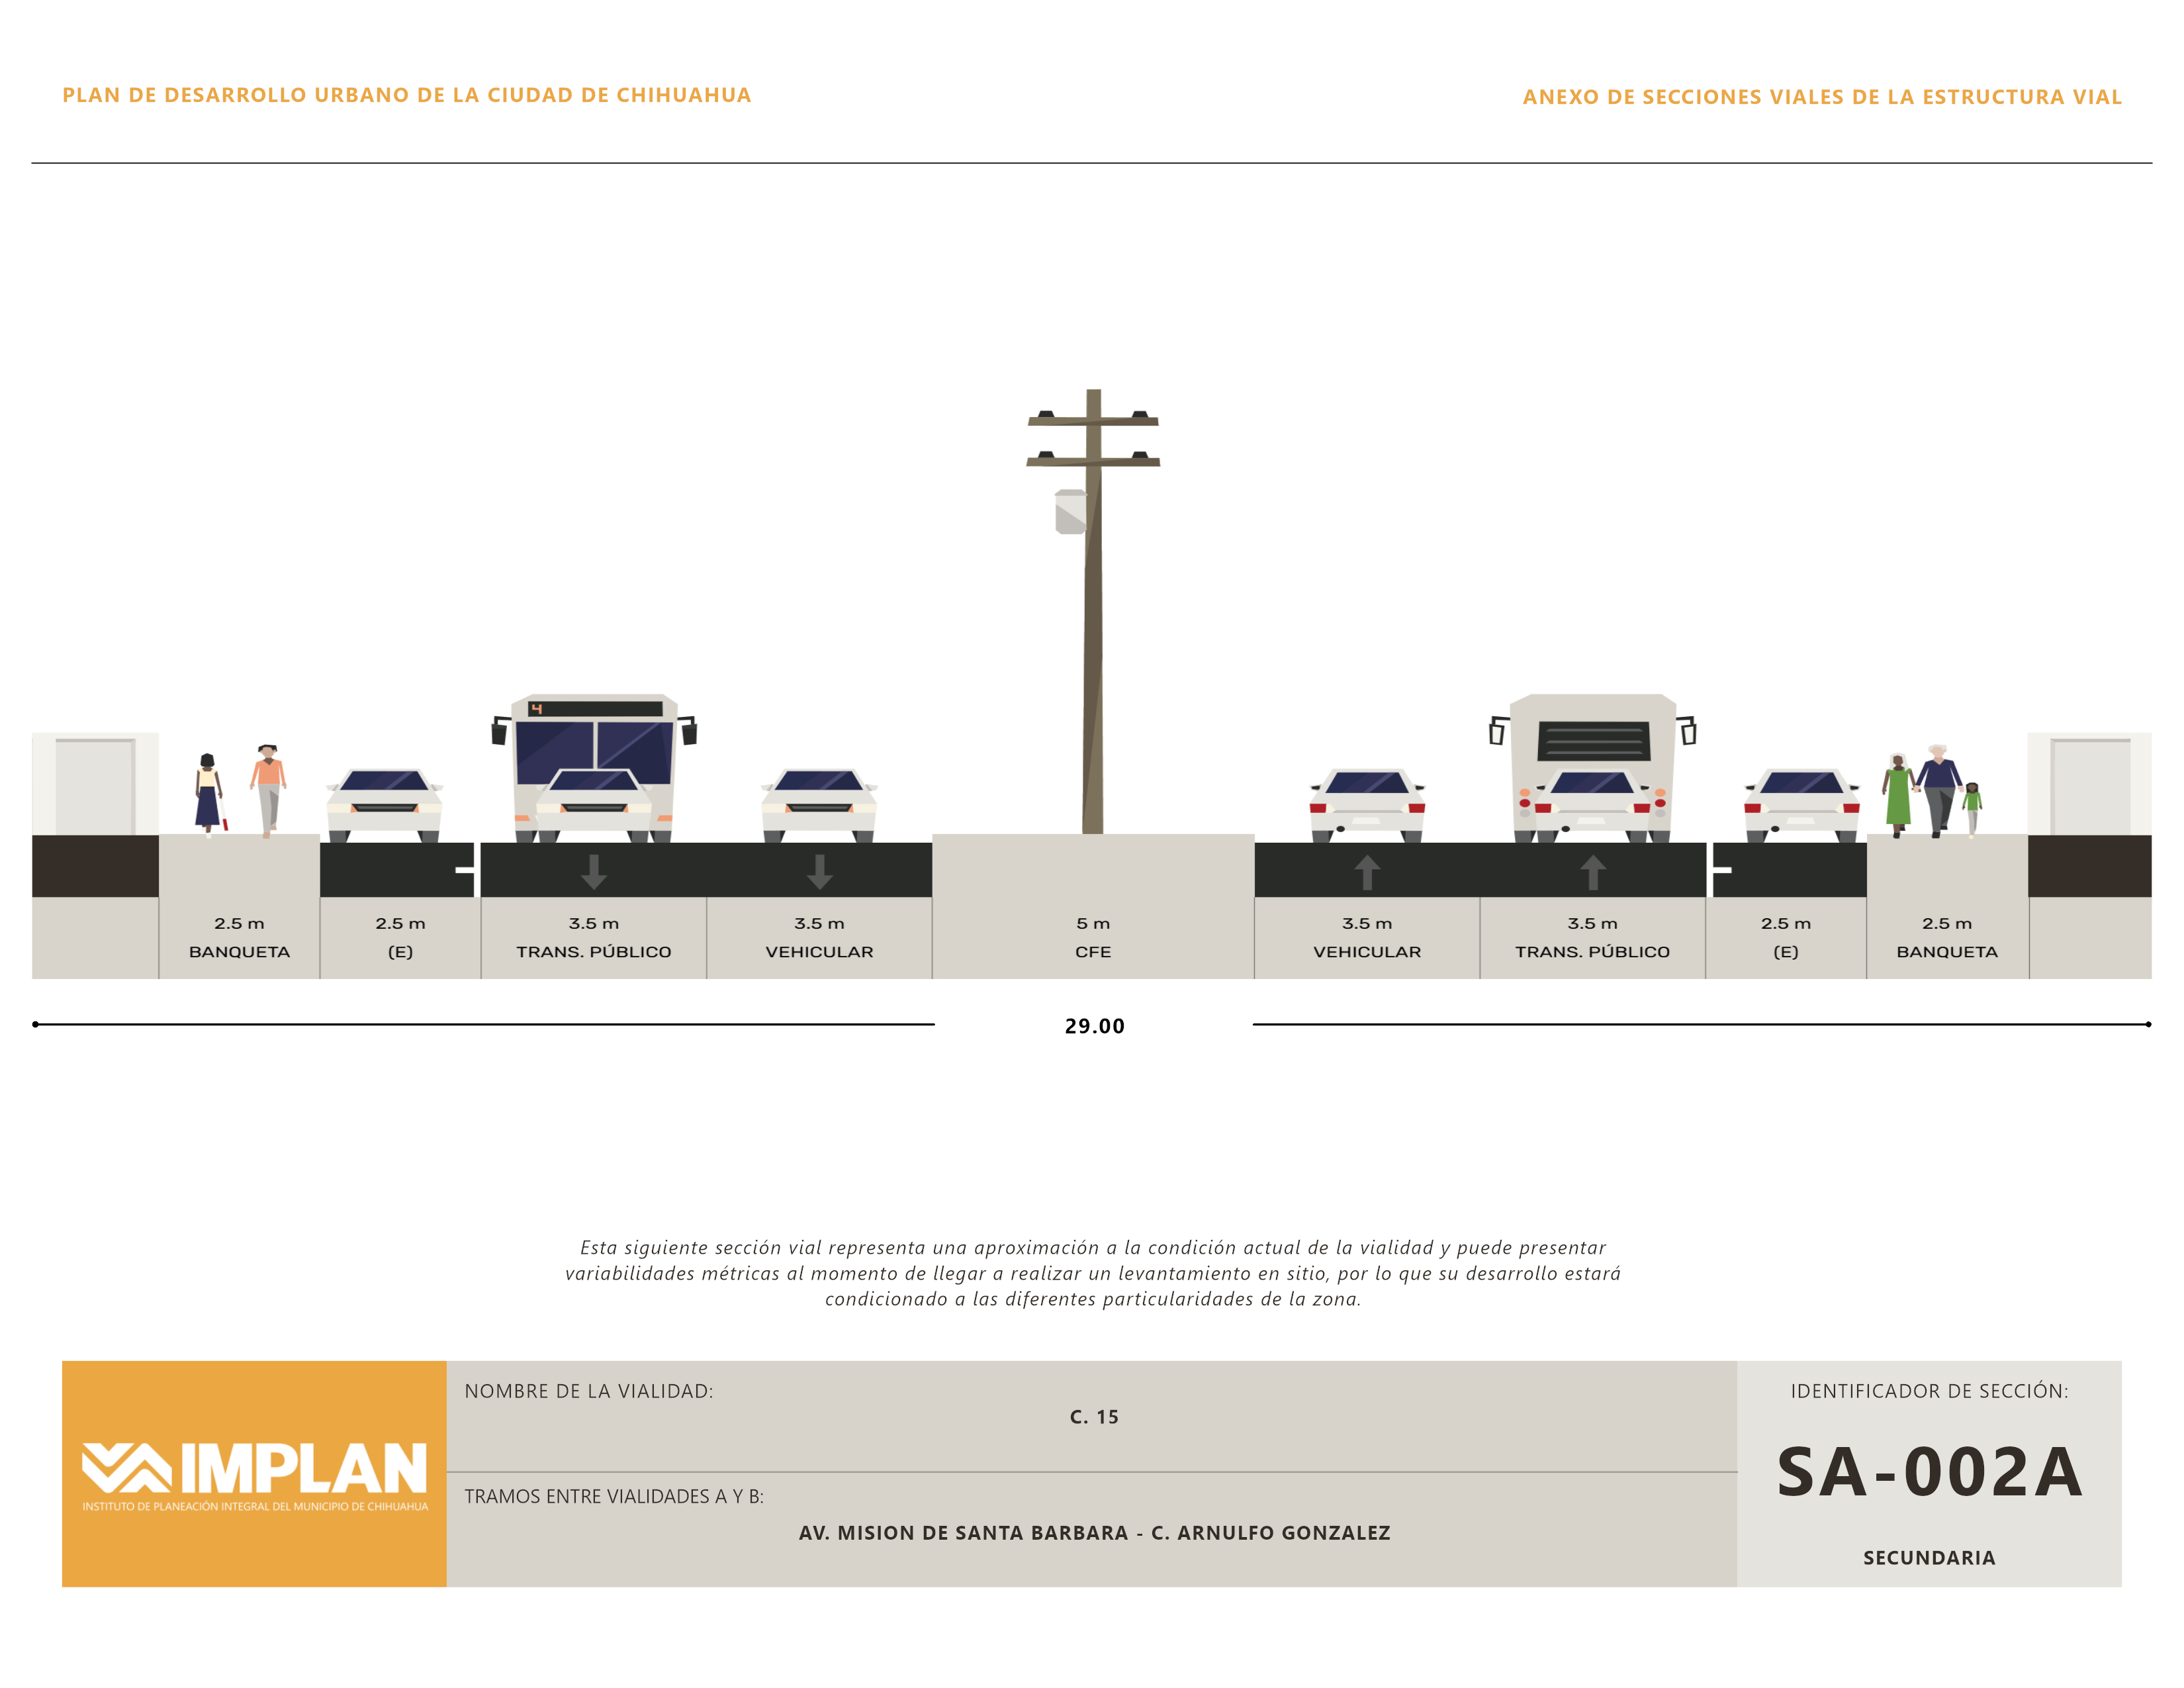 PLAN DE DESARROLLO URBANO DE LA CIUDAD DE CHIHUAHUA
ANEXO DE SECCIONES VIALES DE LA ESTRUCTURA VIAL
4
2.5 m
BANQUETA
2.5 m
(E)
3.5 m
TRANS. PÚBLICO
3.5 m
VEHICULAR
5 m
CFE
3.5 m
VEHICULAR
3.5 m
TRANS. PÚBLICO
2.5 m
(E)
2.5 m
BANQUETA
29.00
Esta siguiente sección vial representa una aproximación a la condición actual de la vialidad y puede presentar
variabilidades métricas al momento de llegar a realizar un levantamiento en sitio, por lo que su desarrollo estará
condicionado a las diferentes particularidades de la zona.
IMPLAN
INSTITUTO DE PLANEACIÓN INTEGRAL DEL MUNICIPIO DE CHIHUAHUA
NOMBRE DE LA VIALIDAD:
C. 15
TRAMOS ENTRE VIALIDADES A Y B:
AV. MISION DE SANTA BARBARA - C. ARNULFO GONZALEZ
IDENTIFICADOR DE SECCIÓN:
SA-002A
SECUNDARIA